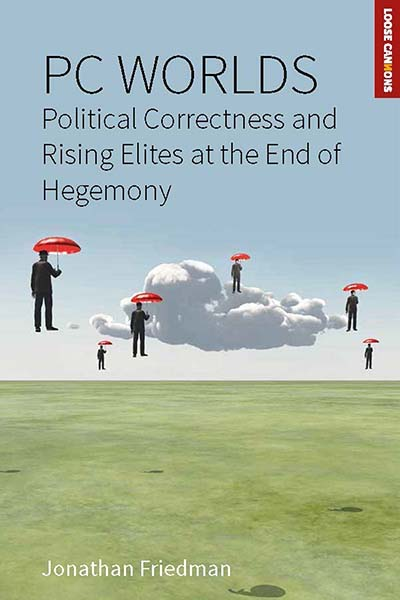 LOOSE CANNONS
PC WORLDS
Political Correctness and
Rising Elites at the End of
Hegemony
Jonathan Friedman